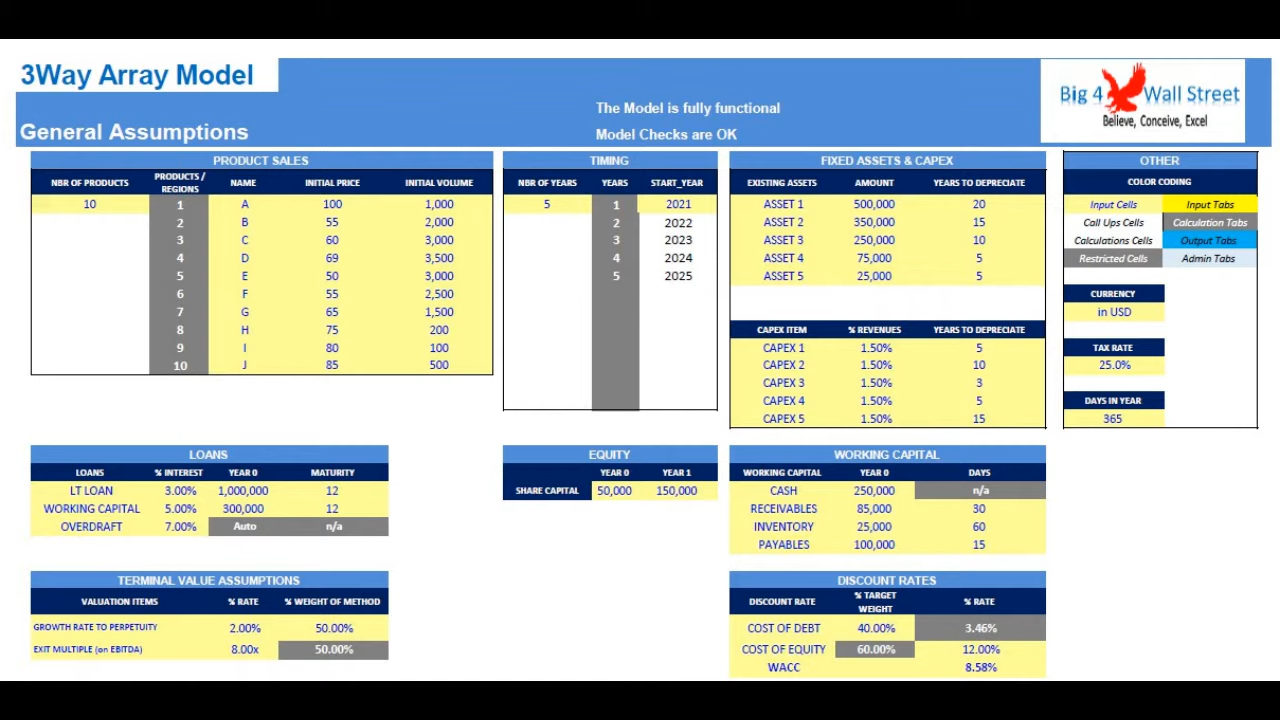 3Way Array Model
General Assumptions
The Model is fully functional
Model Checks are OK
Big 4 Wall Street
Believe, Conceive, Excel
PRODUCT SALES
NBR OF PRODUCTS PRODUCTS / REGIONS NAME INITIAL PRICE INITIAL VOLUME
10 1 A 100 1,000
2 B 55 2,000
3 C 60 3,000
4 D 69 3,500
5 E 50 3,000
6 F 55 2,500
7 G 65 1,500
8 H 75 200
9 I 80 100
10 J 85 500
TIMING
NBR OF YEARS YEARS START_YEAR
5 1 2021
2 2022
3 2023
4 2024
5 2025
FIXED ASSETS & CAPEX
EXISTING ASSETS AMOUNT YEARS TO DEPRECIATE
ASSET 1 500,000 20
ASSET 2 350,000 15
ASSET 3 250,000 10
ASSET 4 75,000 5
ASSET 5 25,000 5
CAPEX ITEM % REVENUES YEARS TO DEPRECIATE
CAPEX 1 1.50% 5
CAPEX 2 1.50% 10
CAPEX 3 1.50% 3
CAPEX 4 1.50% 5
CAPEX 5 1.50% 15
OTHER
COLOR CODING
Input Cells Input Tabs
Call Ups Cells Calculation Tabs
Calculations Cells Output Tabs
Restricted Cells Admin Tabs
CURRENCY
in USD
TAX RATE
25.0%
DAYS IN YEAR
365
LOANS
LOANS % INTEREST YEAR 0 MATURITY
LT LOAN 3.00% 1,000,000 12
WORKING CAPITAL 5.00% 300,000 12
OVERDRAFT 7.00% Auto n/a
EQUITY
YEAR 0 YEAR 1
SHARE CAPITAL 50,000 150,000
WORKING CAPITAL
WORKING CAPITAL YEAR 0 DAYS
CASH 250,000 n/a
RECEIVABLES 85,000 30
INVENTORY 25,000 60
PAYABLES 100,000 15
TERMINAL VALUE ASSUMPTIONS
VALUATION ITEMS % RATE % WEIGHT OF METHOD
GROWTH RATE TO PERPETUITY 2.00% 50.00%
EXIT MULTIPLE (on EBITDA) 8.00x 50.00%
DISCOUNT RATES
DISCOUNT RATE % TARGET WEIGHT % RATE
COST OF DEBT 40.00% 3.46%
COST OF EQUITY 60.00% 12.00%
WACC 8.58%